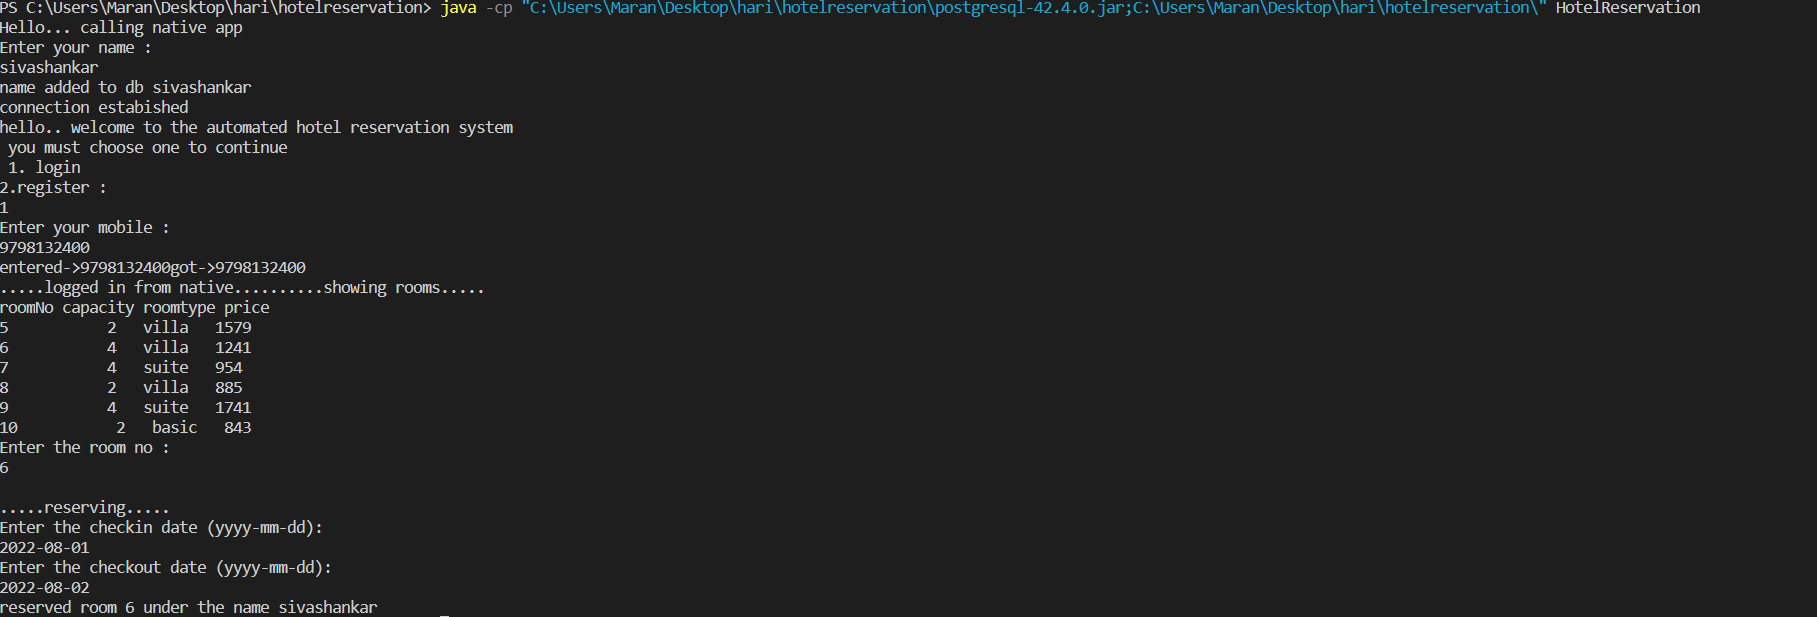 PS C:\Users\Maran\Desktop\hari\hotelreservation> java -cp "C:\Users\Maran\Desktop\hari\hotelreservation\postgresql-42.4.0.jar;C:\Users\Maran\Desktop\hari\hotelreservation\" HotelReservation
Hello... calling native app
Enter your name :
sivashankar
name added to db sivashankar
connection estabished
hello.. welcome to the automated hotel reservation system
 you must choose one to continue
 1. login
2.register :
1
Enter your mobile :
9798132400
entered->9798132400got->9798132400
.....logged in from native..........showing rooms.....
roomNo capacity roomtype price
5           2   villa   1579
6           4   villa   1241
7           4   suite   954
8           2   villa   885
9           4   suite   1741
10           2   basic   843
Enter the room no :
6
.....reserving.....
Enter the checkin date (yyyy-mm-dd):
2022-08-01
Enter the checkout date (yyyy-mm-dd):
2022-08-02
reserved room 6 under the name sivashankar